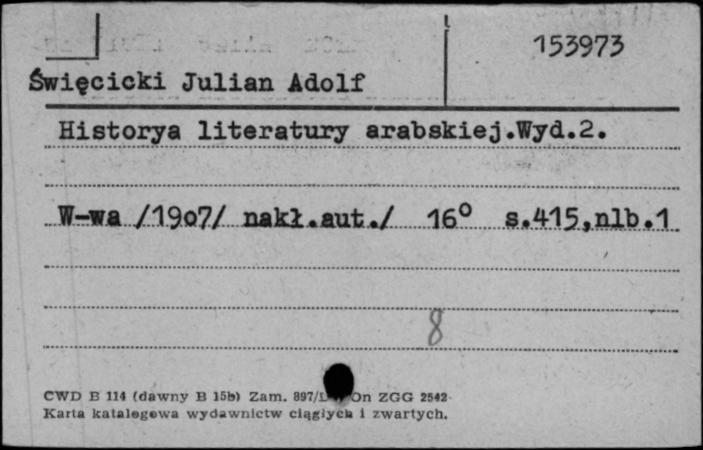 153973
Święcicki Julian Adolf
Historya literatury arabskiej.Wyd.2.
W-wa /1907/ nakł.aut./ 16° s.415,nlb.1
8
CWD B 114 (dawny B 15b) Zam. 897/ On ZGG 2542
Karta katalogowa wydawnictw ciągłych i zwartych.